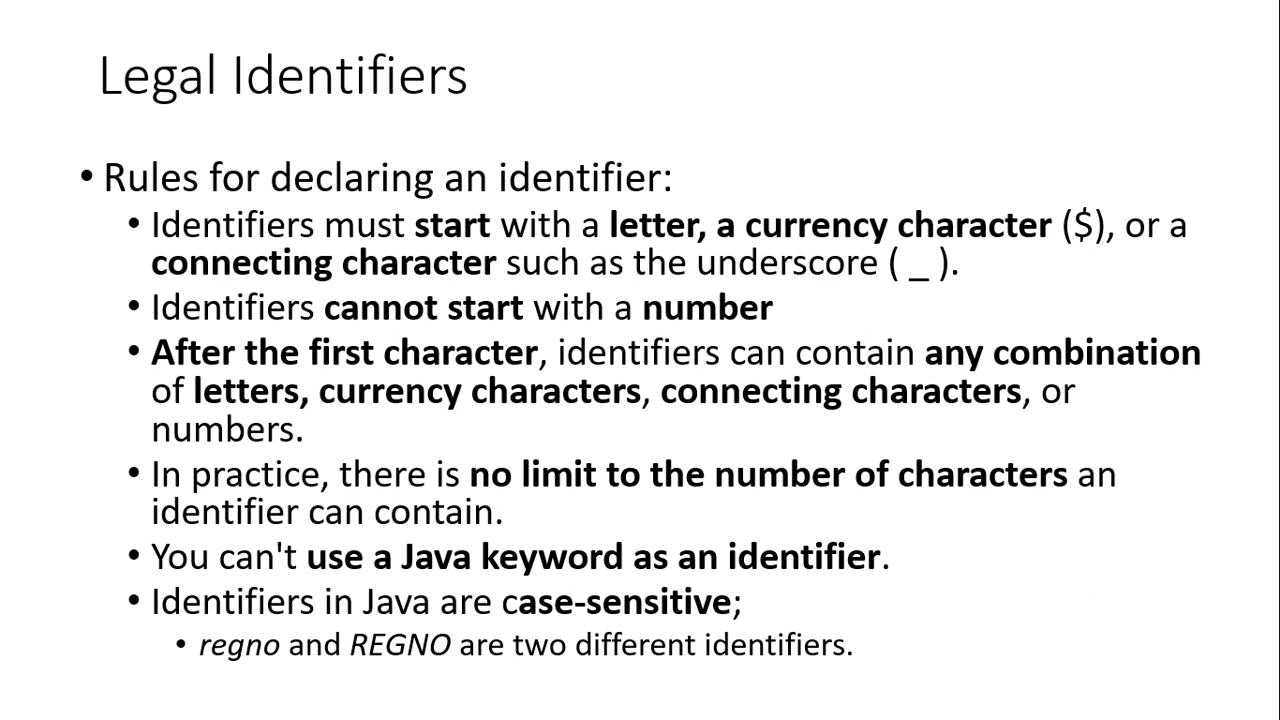 Legal Identifiers
• Rules for declaring an identifier:
• Identifiers must start with a letter, a currency character ($), or a
connecting character such as the underscore ( _ ).
• Identifiers cannot start with a number
• After the first character, identifiers can contain any combination
of letters, currency characters, connecting characters, or
numbers.
• In practice, there is no limit to the number of characters an
identifier can contain.
• You can't use a Java keyword as an identifier.
• Identifiers in Java are case-sensitive;
• regno and REGNO are two different identifiers.